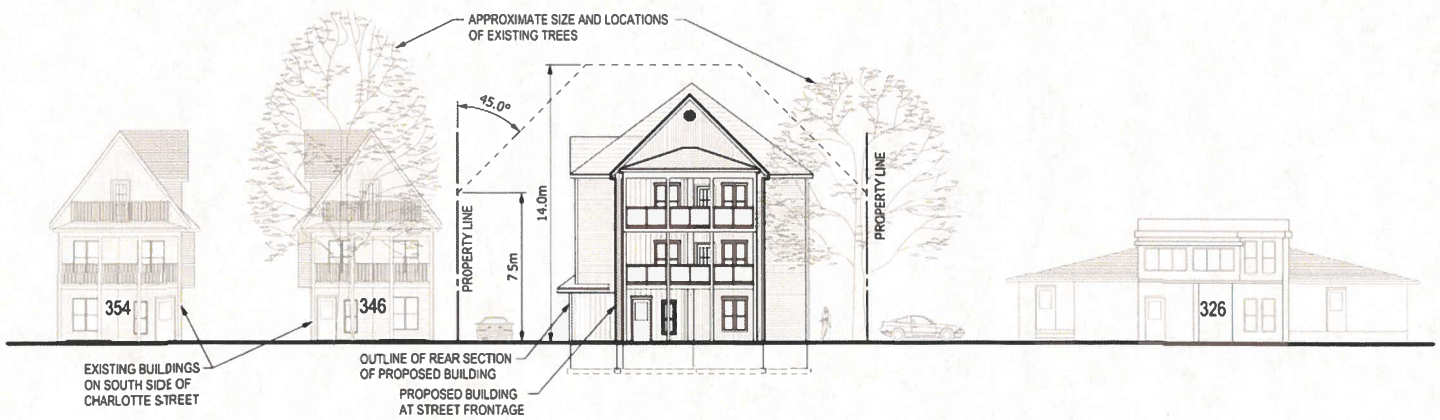 APPROXIMATE SIZE AND LOCATIONS
OF EXISTING TREES
45.0°
14.0m
7.5m
PROPERTY LINE
PROPERTY LINE
354
346
326
EXISTING BUILDINGS
ON SOUTH SIDE OF
CHARLOTTE STREET
OUTLINE OF REAR SECTION
OF PROPOSED BUILDING
PROPOSED BUILDING
AT STREET FRONTAGE